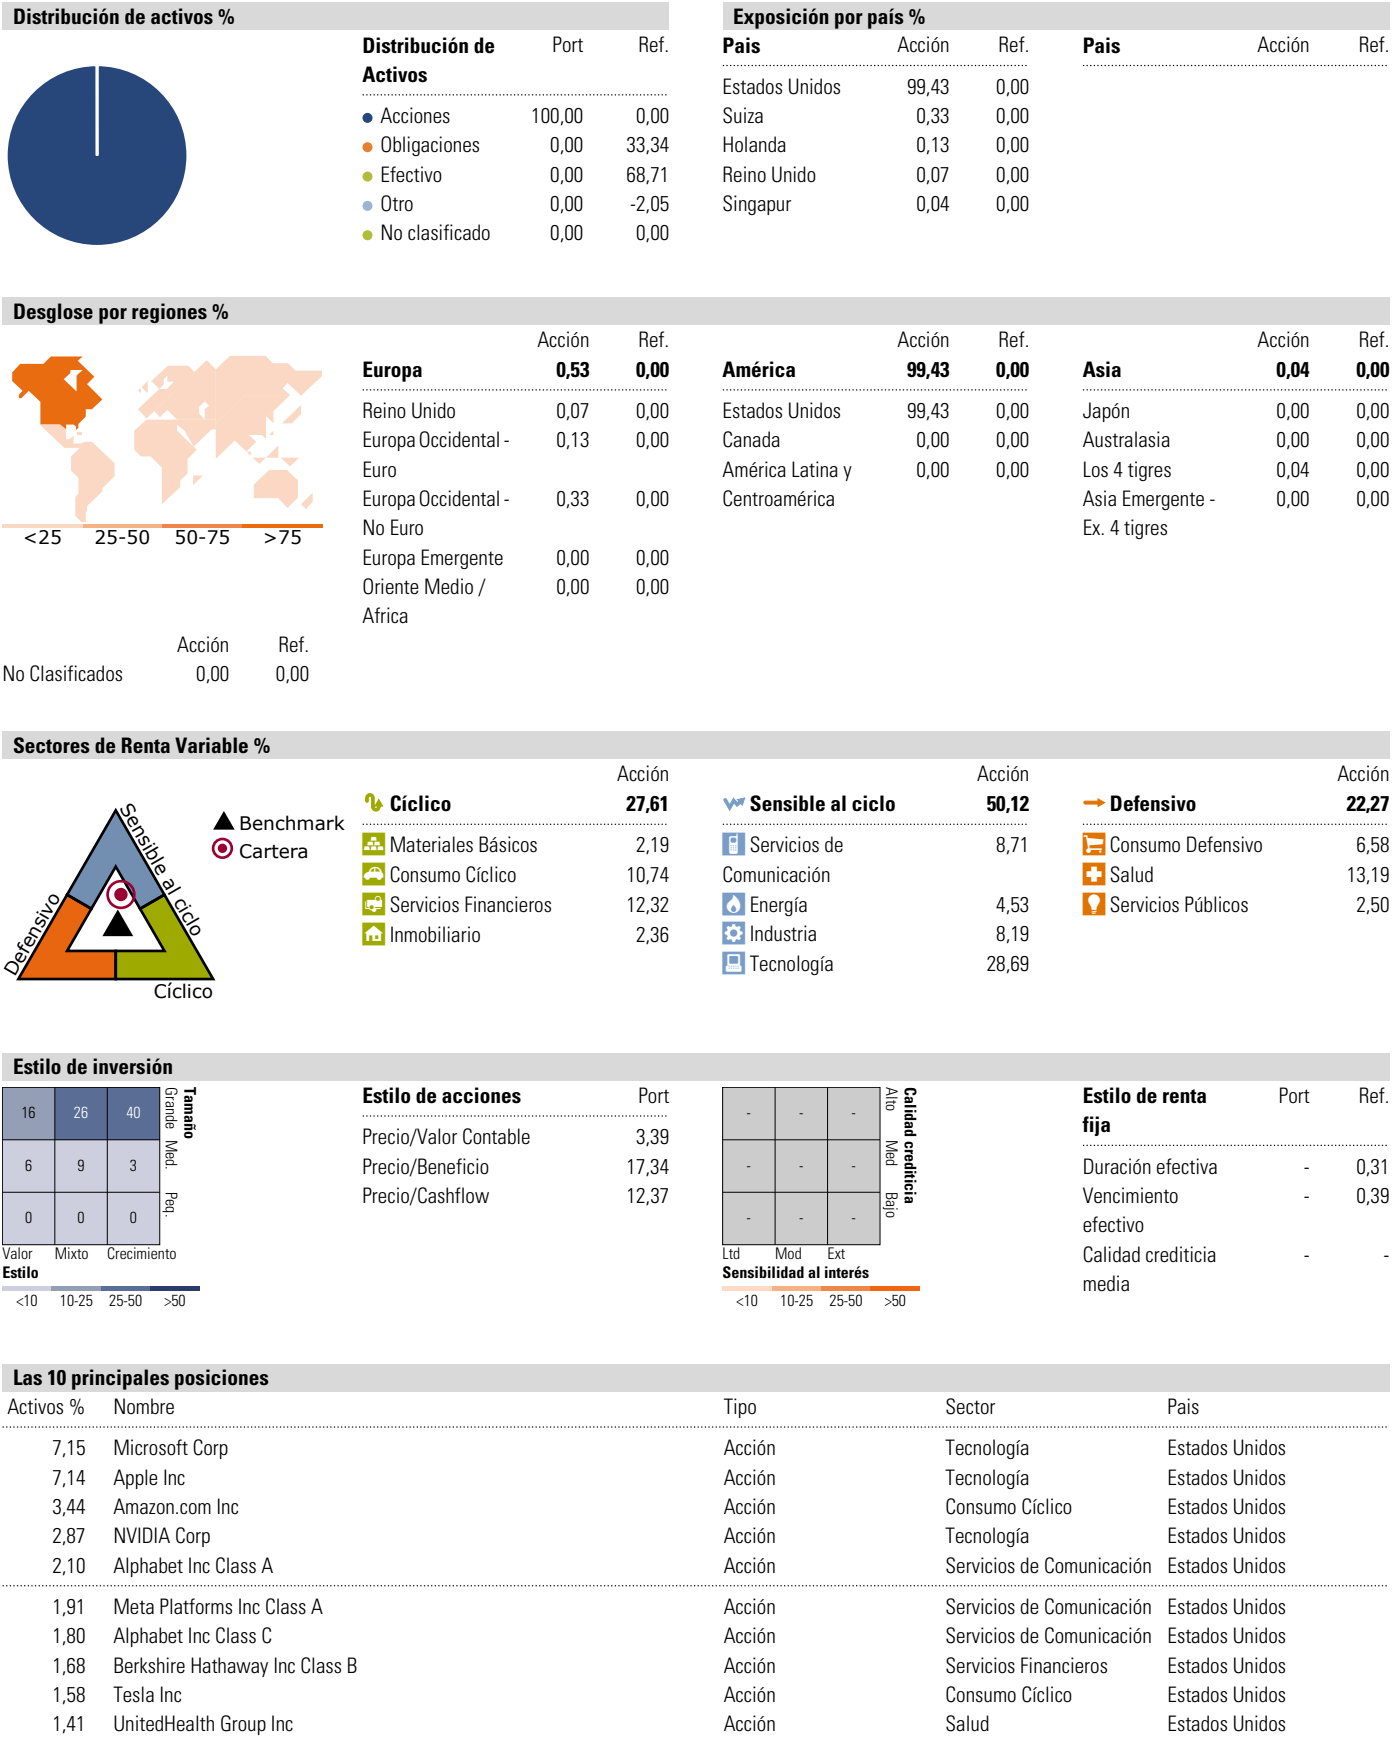 Distribución de activos %
Distribución de Activos Port Ref.
Acciones 100,00 0,00
Obligaciones 0,00 33,34
Efectivo 0,00 68,71
Otro 0,00 -2,05
No clasificado 0,00 0,00
Exposición por país %
Pais Acción Ref.
Estados Unidos 99,43 0,00
Suiza 0,33 0,00
Holanda 0,13 0,00
Reino Unido 0,07 0,00
Singapur 0,04 0,00
Pais Acción Ref.
Desglose por regiones %
<25 25-50 50-75 >75
Acción Ref.
No Clasificados 0,00 0,00
Acción Ref.
Europa 0,53 0,00
Reino Unido 0,07 0,00
Europa Occidental - 0,13 0,00
Euro
Europa Occidental - 0,33 0,00
No Euro
Europa Emergente 0,00 0,00
Oriente Medio / 0,00 0,00
Africa
Acción Ref.
América 99,43 0,00
Estados Unidos 99,43 0,00
Canada 0,00 0,00
América Latina y 0,00 0,00
Centroamérica
Acción Ref.
Asia 0,04 0,00
Japón 0,00 0,00
Australasia 0,00 0,00
Los 4 tigres 0,04 0,00
Asia Emergente - 0,00 0,00
Ex. 4 tigres
Sectores de Renta Variable %
Sensible al ciclo
Defensivo
Cíclico
Benchmark
Cartera
Acción
Cíclico 27,61
Materiales Básicos 2,19
Consumo Cíclico 10,74
Servicios Financieros 12,32
Inmobiliario 2,36
Acción
Sensible al ciclo 50,12
Servicios de 8,71
Comunicación
Energía 4,53
Industria 8,19
Tecnología 28,69
Acción
Defensivo 22,27
Consumo Defensivo 6,58
Salud 13,19
Servicios Públicos 2,50
Estilo de inversión
16 26 40
6 9 3
0 0 0
Tamaño
Grande Med. Peq.
Valor Mixto Crecimiento
Estilo
<10 10-25 25-50 >50
Estilo de acciones Port
Precio/Valor Contable 3,39
Precio/Beneficio 17,34
Precio/Cashflow 12,37
- - -
- - -
- - -
Calidad crediticia
Alto Med Bajo
Ltd Mod Ext
Sensibilidad al interés
<10 10-25 25-50 >50
Estilo de renta Port Ref.
fija
Duración efectiva - 0,31
Vencimiento - 0,39
efectivo
Calidad crediticia - -
media
Las 10 principales posiciones
Activos % Nombre Tipo Sector Pais
7,15 Microsoft Corp Acción Tecnología Estados Unidos
7,14 Apple Inc Acción Tecnología Estados Unidos
3,44 Amazon.com Inc Acción Consumo Cíclico Estados Unidos
2,87 NVIDIA Corp Acción Tecnología Estados Unidos
2,10 Alphabet Inc Class A Acción Servicios de Comunicación Estados Unidos
1,91 Meta Platforms Inc Class A Acción Servicios de Comunicación Estados Unidos
1,80 Alphabet Inc Class C Acción Servicios de Comunicación Estados Unidos
1,68 Berkshire Hathaway Inc Class B Acción Servicios Financieros Estados Unidos
1,58 Tesla Inc Acción Consumo Cíclico Estados Unidos
1,41 UnitedHealth Group Inc Acción Salud Estados Unidos